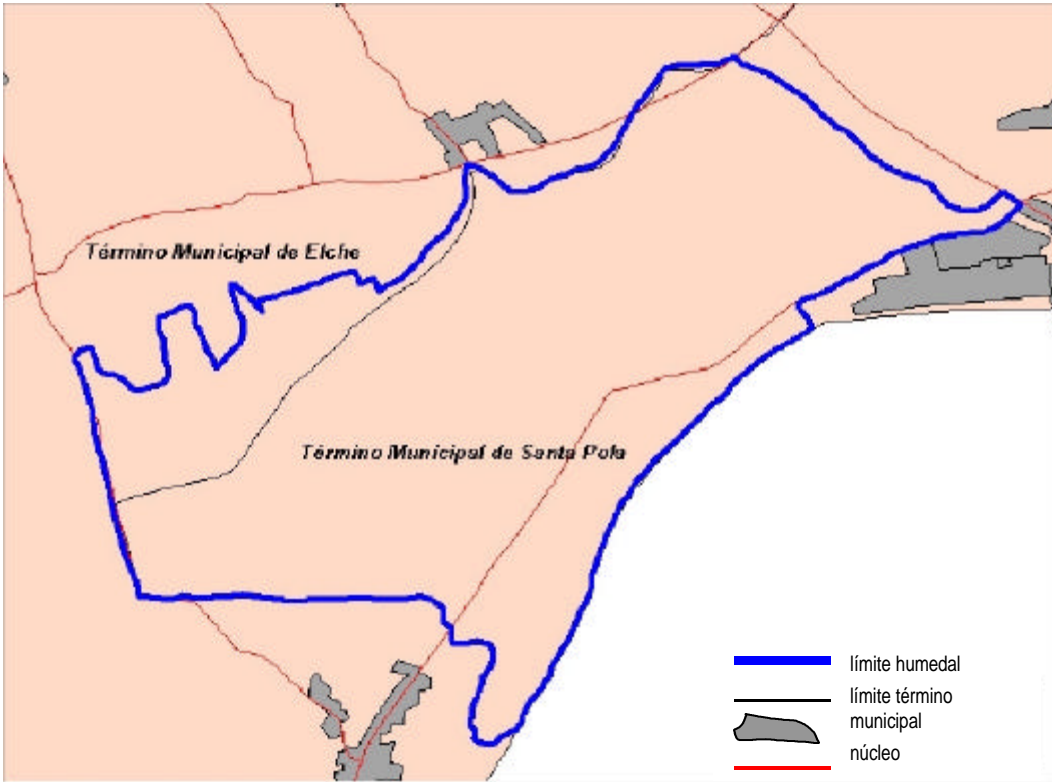 Término Municipal de Elche
Término Municipal de Santa Pola
límite humedal
límite término
municipal
núcleo